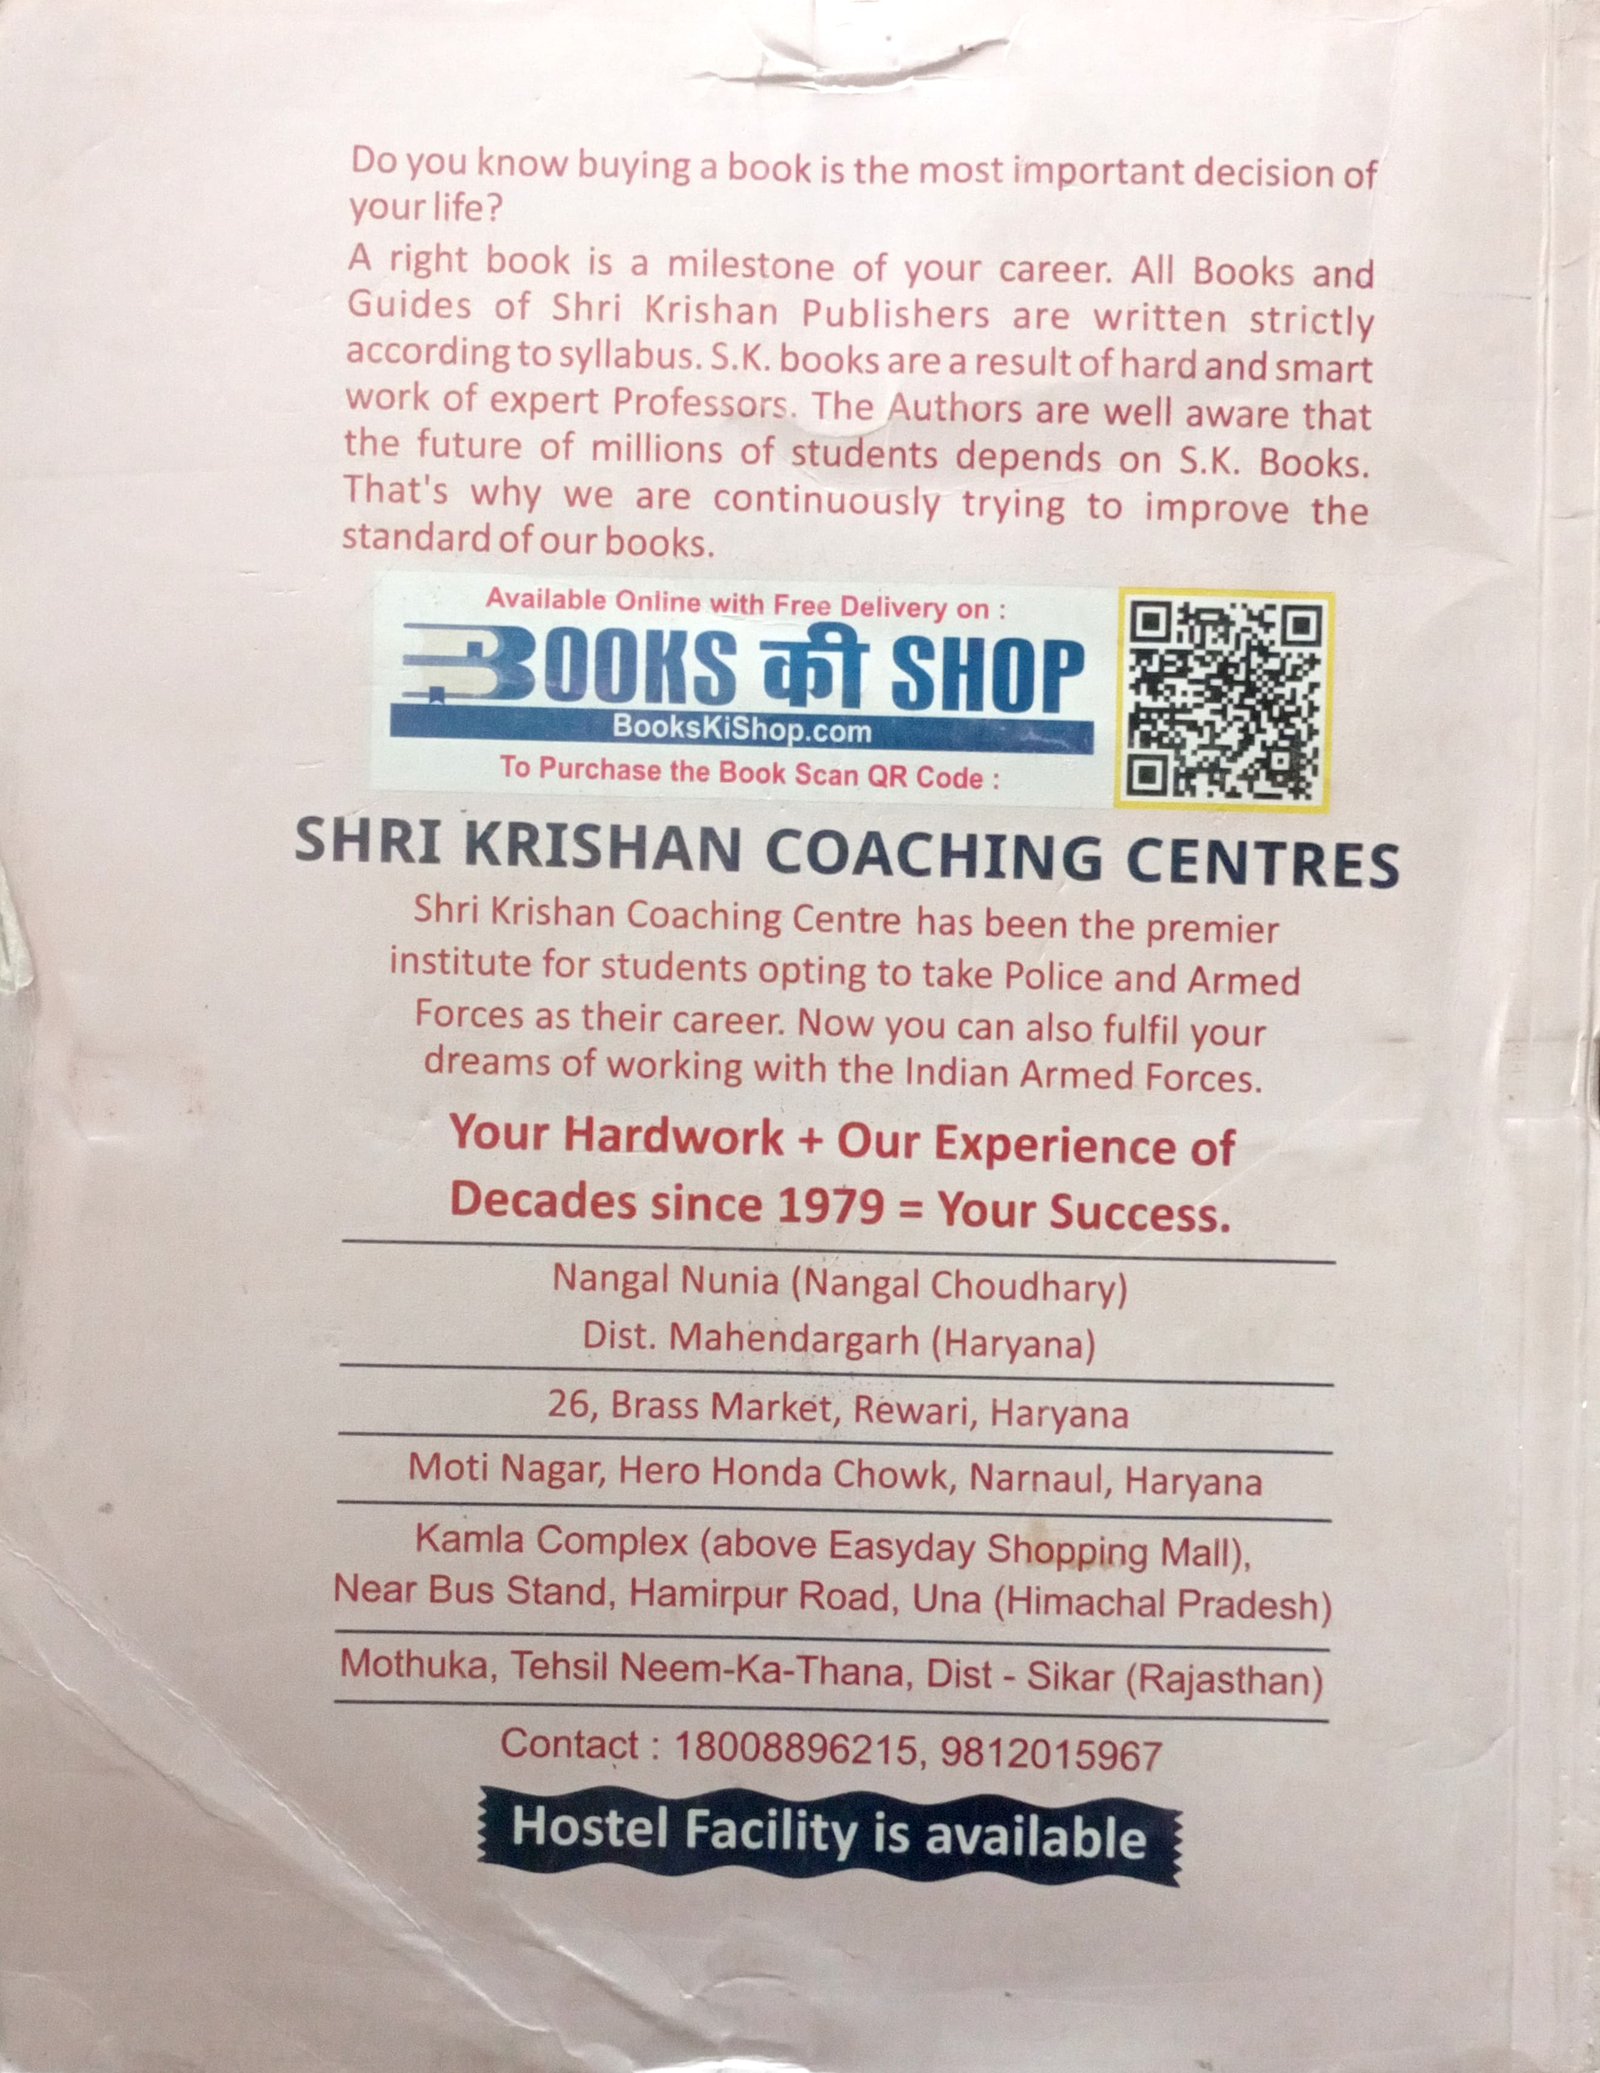 Do you know buying a book is the most important decision of
your life?
A right book is a milestone of your career. All Books and
Guides of Shri Krishan Publishers are written strictly
according to syllabus. S.K. books are a result of hard and smart
work of expert Professors. The Authors are well aware that
the future of millions of students depends on S.K. Books.
That's why we are continuously trying to improve the
standard of our books.
Available Online with Free Delivery on :
BOOKS की SHOP
BooksKiShop.com
To Purchase the Book Scan QR Code :
SHRI KRISHAN COACHING CENTRES
Shri Krishan Coaching Centre has been the premier
institute for students opting to take Police and Armed
Forces as their career. Now you can also fulfil your
dreams of working with the Indian Armed Forces.
Your Hardwork + Our Experience of
Decades since 1979 = Your Success.
Nangal Nunia (Nangal Choudhary)
Dist. Mahendargarh (Haryana)
26, Brass Market, Rewari, Haryana
Moti Nagar, Hero Honda Chowk, Narnaul, Haryana
Kamla Complex (above Easyday Shopping Mall),
Near Bus Stand, Hamirpur Road, Una (Himachal Pradesh)
Mothuka, Tehsil Neem-Ka-Thana, Dist - Sikar (Rajasthan)
Contact : 18008896215, 9812015967
Hostel Facility is available